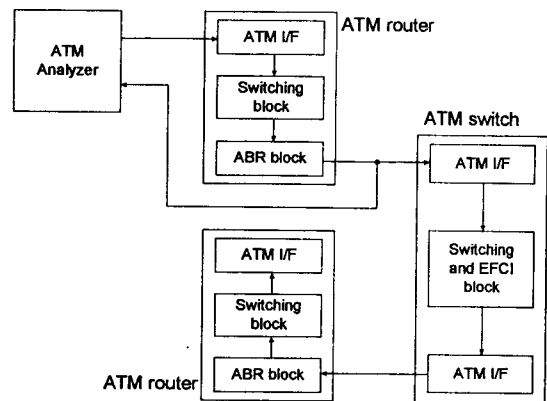 ATM
Analyzer
ATM router
ATM I/F
Switching
block
ABR block
ATM switch
ATM I/F
Switching
and EFCI
block
ATM I/F
ATM I/F
Switching
block
ABR block
ATM router